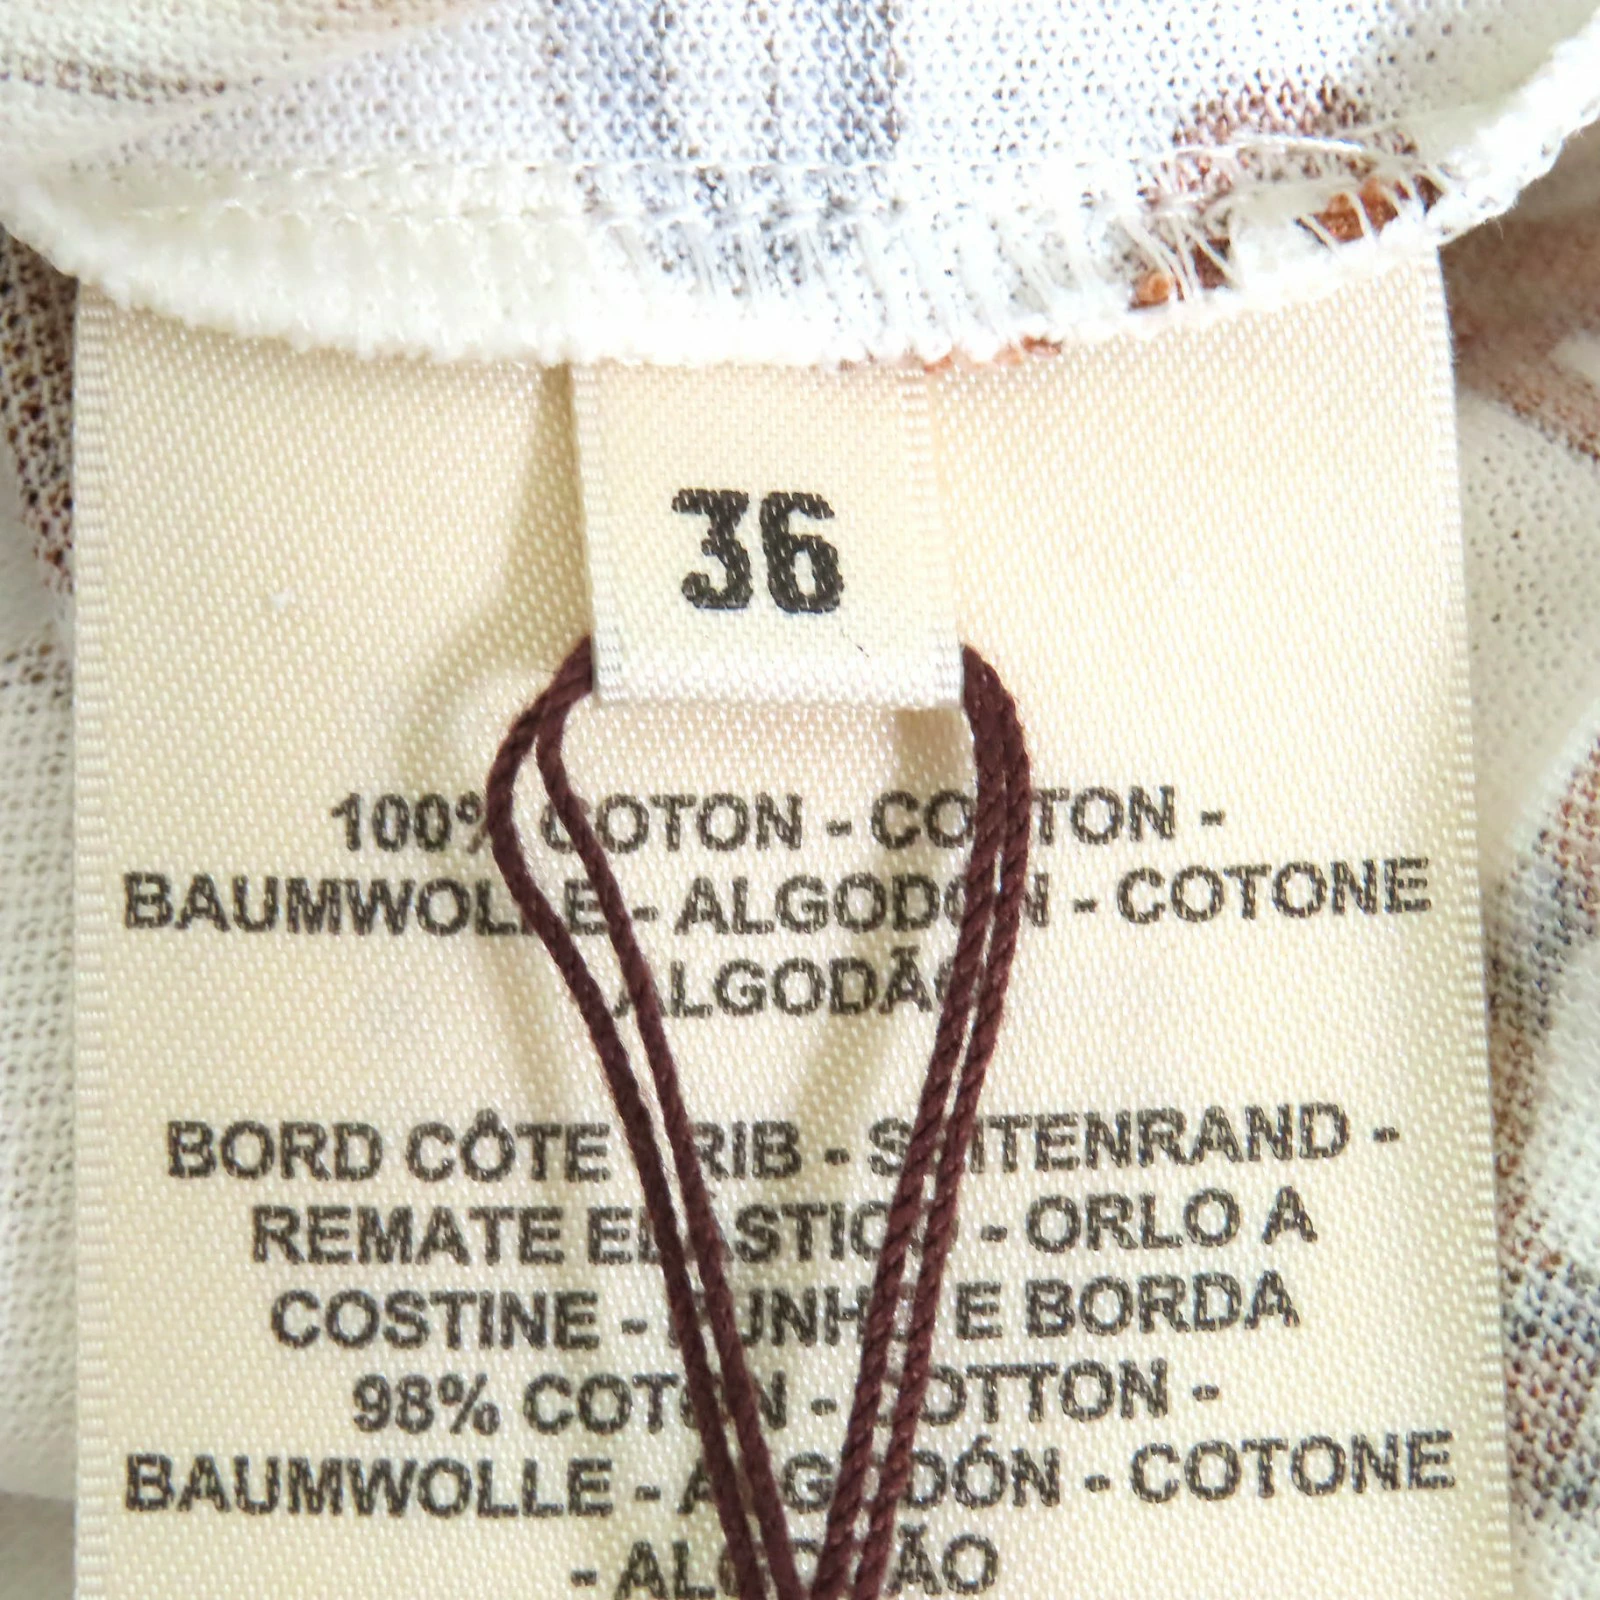 36
100% COTON - COTTON -
BAUMWOLLE - ALGODÓN - COTONE
ALGODÃO
BORD CÔTE - RIB - SEITENRAND -
REMATE ELÁSTICO - ORLO A
COSTINE - PUNHO E BORDA
98% COTON - COTTON -
BAUMWOLLE - ALGODÓN - COTONE
- ALGODÃO